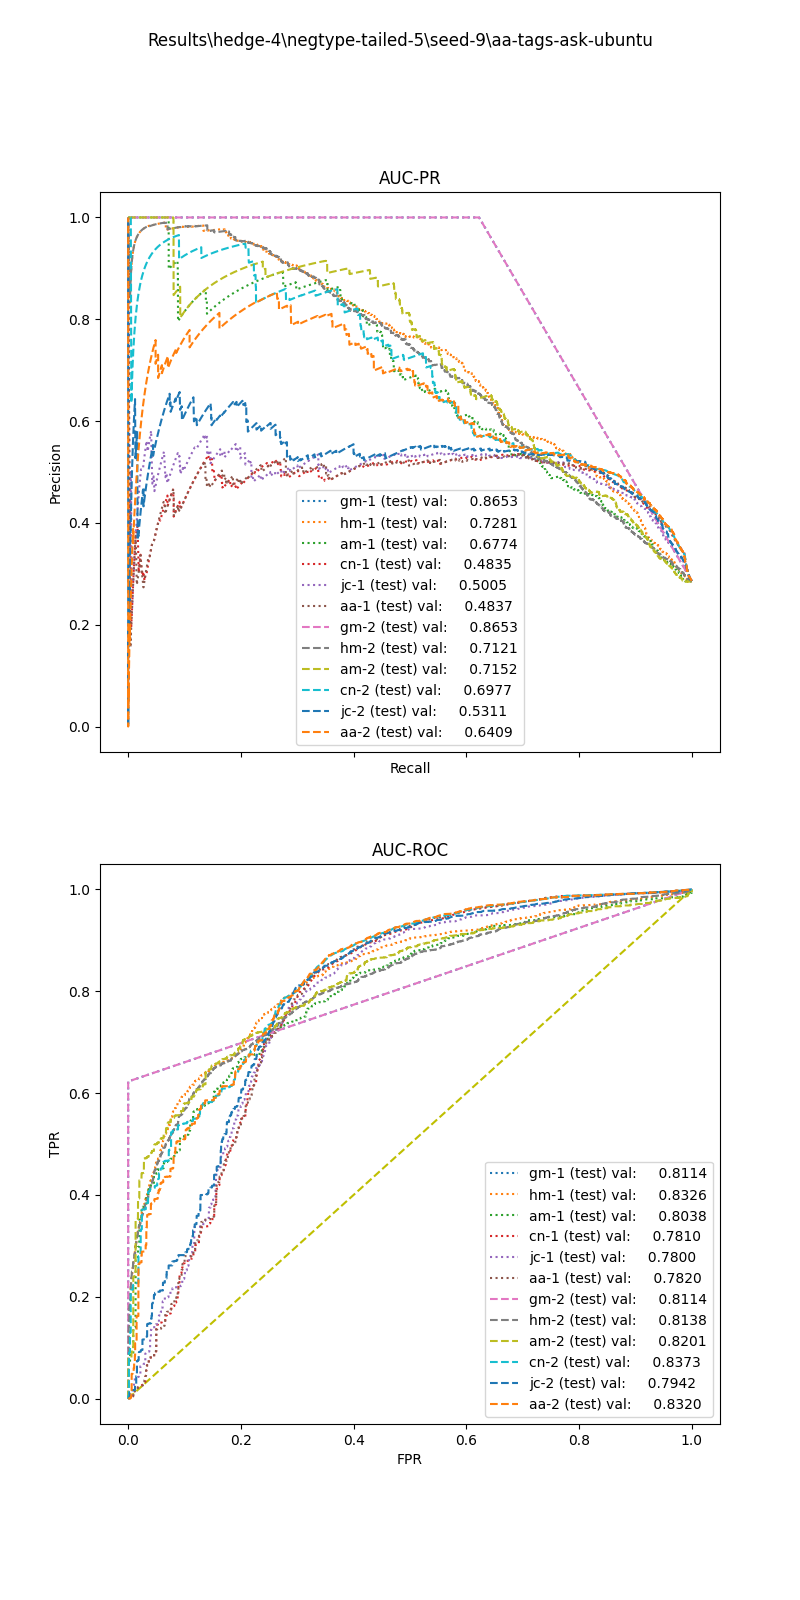 Results\hedge-4\negtype-tailed-5\seed-9\aa-tags-ask-ubuntu
AUC-PR
1.0
0.8
0.6
0.4
0.2
0.0
Precision
gm-1 (test) val: 0.8653
hm-1 (test) val: 0.7281
am-1 (test) val: 0.6774
cn-1 (test) val: 0.4835
jc-1 (test) val: 0.5005
aa-1 (test) val: 0.4837
gm-2 (test) val: 0.8653
hm-2 (test) val: 0.7121
am-2 (test) val: 0.7152
cn-2 (test) val: 0.6977
jc-2 (test) val: 0.5311
aa-2 (test) val: 0.6409
Recall
AUC-ROC
1.0
0.8
0.6
0.4
0.2
0.0
TPR
gm-1 (test) val: 0.8114
hm-1 (test) val: 0.8326
am-1 (test) val: 0.8038
cn-1 (test) val: 0.7810
jc-1 (test) val: 0.7800
aa-1 (test) val: 0.7820
gm-2 (test) val: 0.8114
hm-2 (test) val: 0.8138
am-2 (test) val: 0.8201
cn-2 (test) val: 0.8373
jc-2 (test) val: 0.7942
aa-2 (test) val: 0.8320
0.0 0.2 0.4 0.6 0.8 1.0
FPR